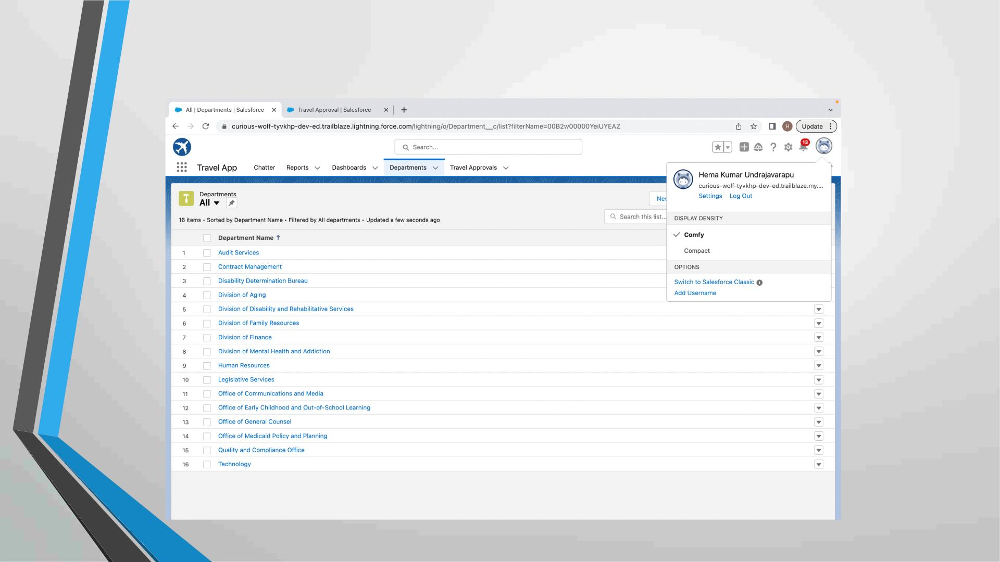 All | Departments | Salesforce
Travel Approval | Salesforce
curious-wolf-tyvkhp-dev-ed.trailblaze.lightning.force.com/lightning/o/Department__c/list?filterName=00B2w00000YeiUYEAZ
H
Update
Search...
13
Travel App
Chatter
Reports
Dashboards
Departments
Travel Approvals
Hema Kumar Undrajavarapu
curious-wolf-tyvkhp-dev-ed.trailblaze.my....
Settings
Log Out
DISPLAY DENSITY
Comfy
Compact
OPTIONS
Switch to Salesforce Classic
Add Username
Departments
All
New
16 items • Sorted by Department Name • Filtered by All departments • Updated a few seconds ago
Search this list...
Department Name
1 Audit Services
2 Contract Management
3 Disability Determination Bureau
4 Division of Aging
5 Division of Disability and Rehabilitative Services
6 Division of Family Resources
7 Division of Finance
8 Division of Mental Health and Addiction
9 Human Resources
10 Legislative Services
11 Office of Communications and Media
12 Office of Early Childhood and Out-of-School Learning
13 Office of General Counsel
14 Office of Medicaid Policy and Planning
15 Quality and Compliance Office
16 Technology